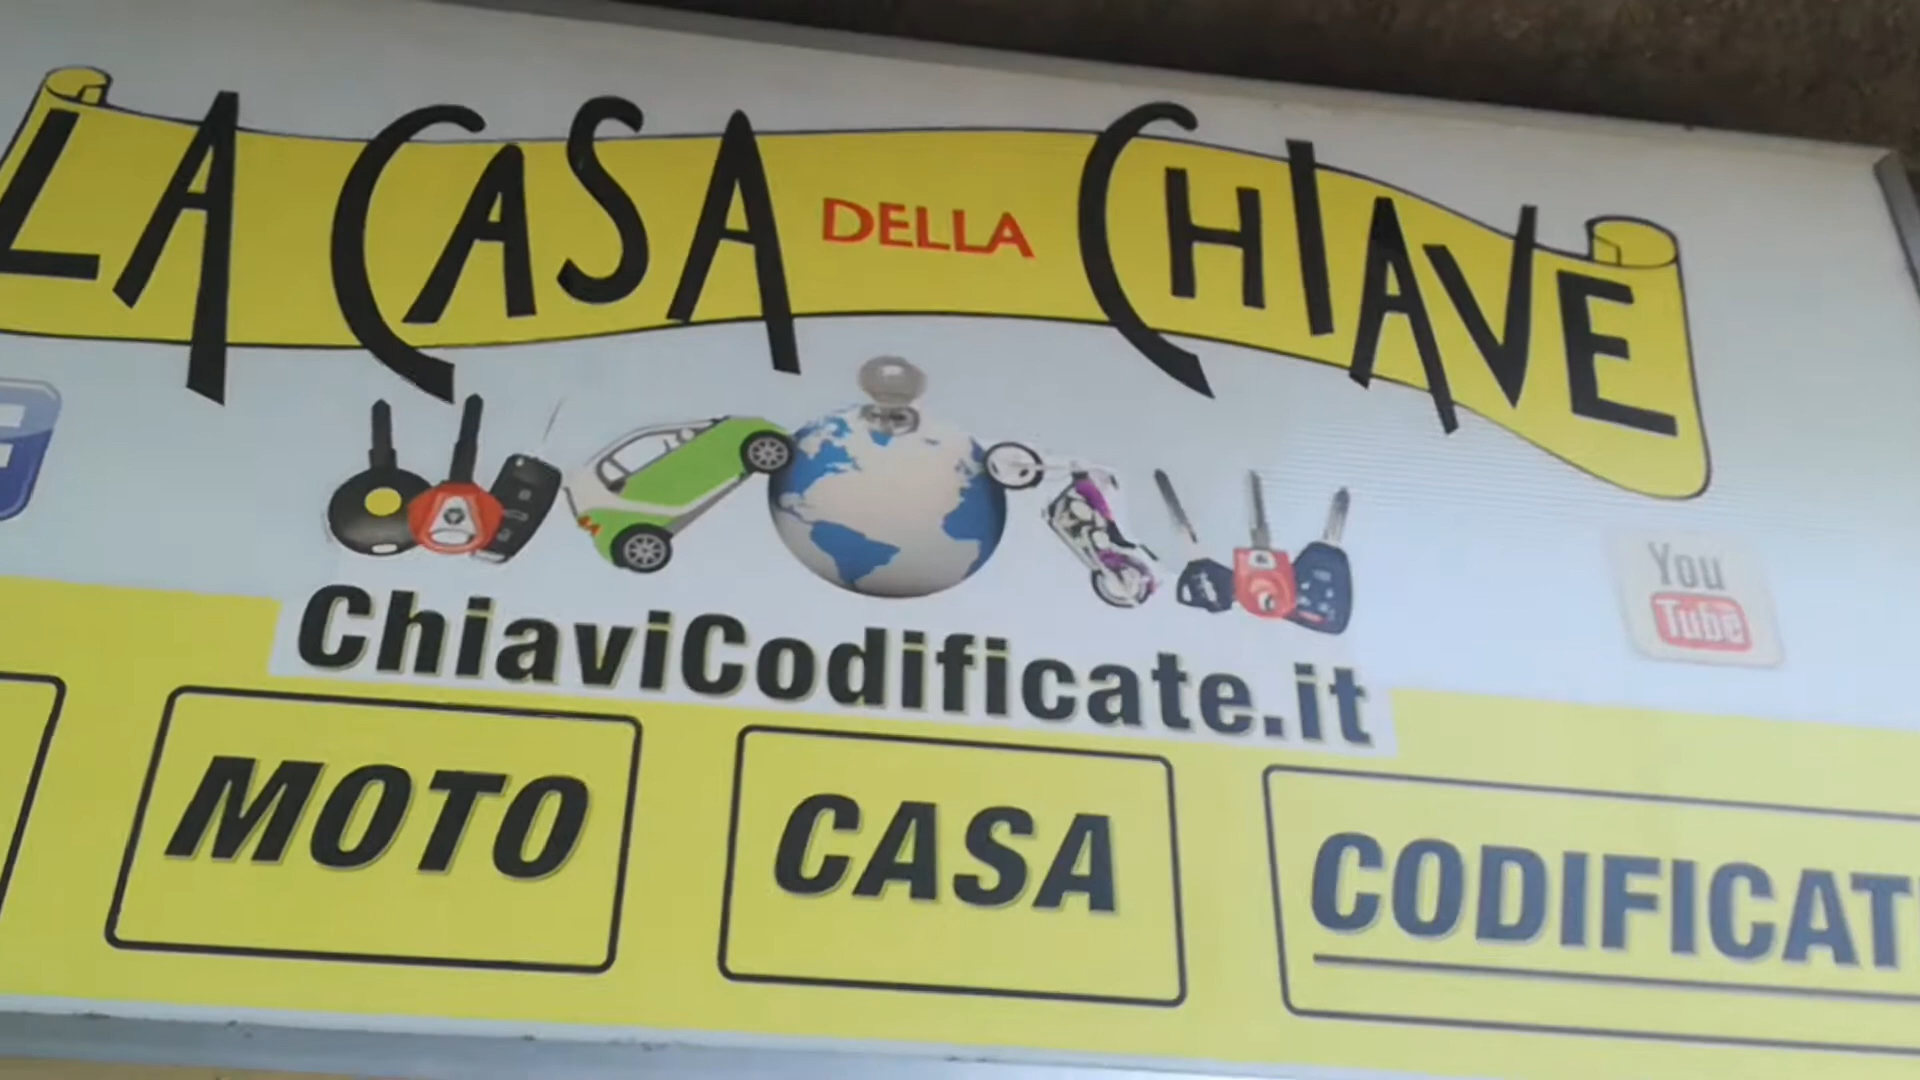 LA CASA DELLA CHIAVE
You
Tube
ChiaviCodificate.it
MOTO CASA CODIFICAT